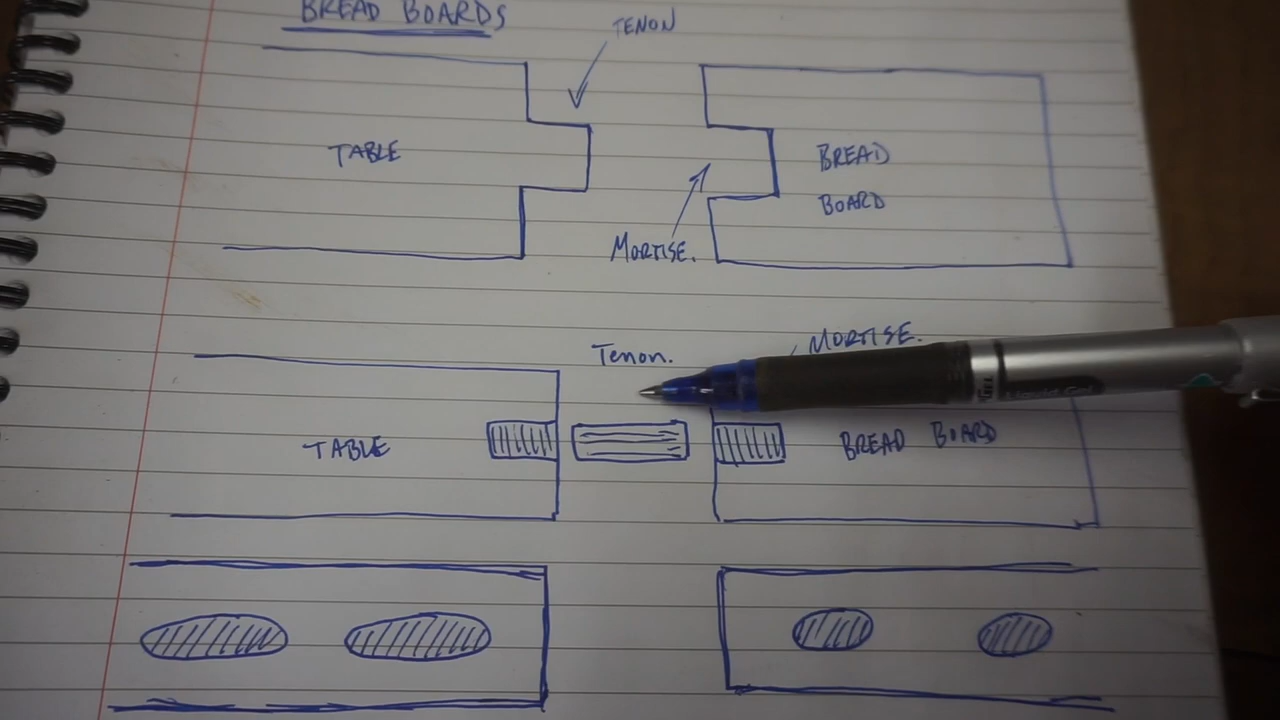 BREAD BOARDS
TENON
TABLE
BREAD
BOARD
MORTISE.
Tenon.
MORTISE.
TABLE
BREAD BOARD